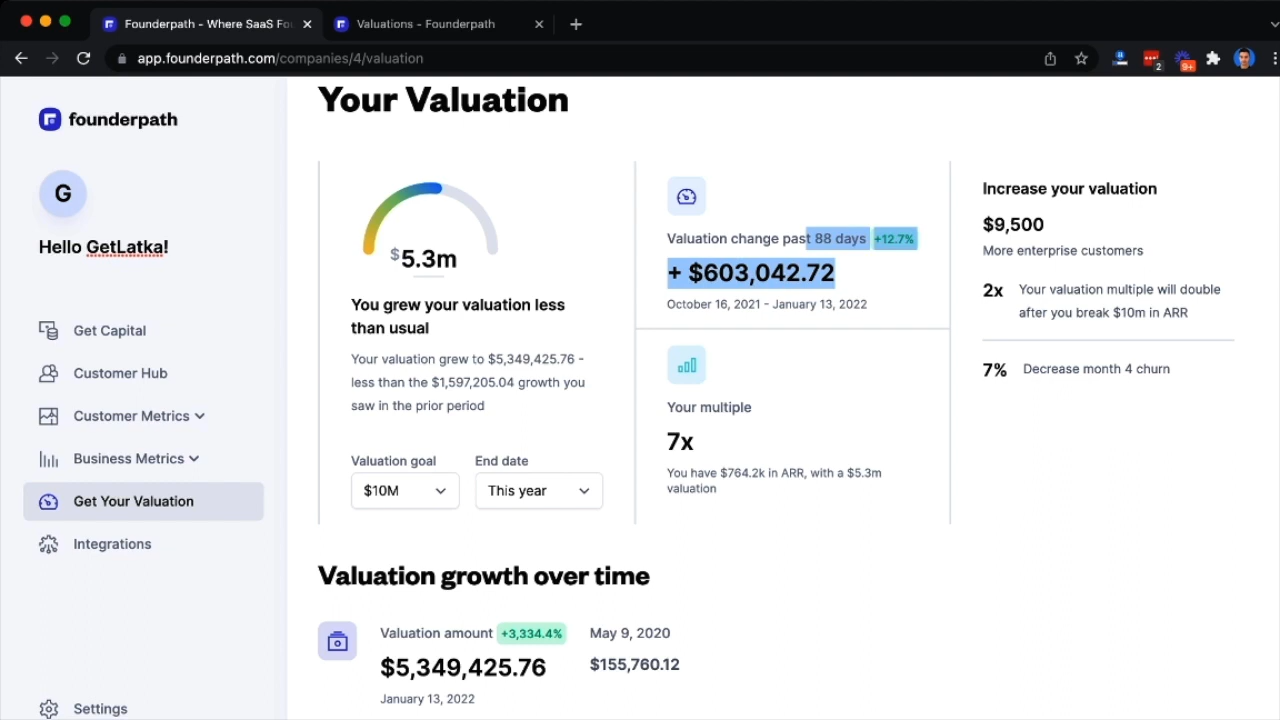 Founderpath - Where SaaS Fou
Valuations - Founderpath
app.founderpath.com/companies/4/valuation
2
9+
founderpath
G
Hello GetLatka!
Get Capital
Customer Hub
Customer Metrics
Business Metrics
Get Your Valuation
Integrations
Settings
Your Valuation
$5.3m
You grew your valuation less
than usual
Your valuation grew to $5,349,425.76 -
less than the $1,597,205.04 growth you
saw in the prior period
Valuation goal
End date
$10M
This year
Valuation change past 88 days +12.7%
+ $603,042.72
October 16, 2021 - January 13, 2022
Your multiple
7x
You have $764.2k in ARR, with a $5.3m
valuation
Increase your valuation
$9,500
More enterprise customers
2x Your valuation multiple will double
after you break $10m in ARR
7% Decrease month 4 churn
Valuation growth over time
Valuation amount +3,334.4%
$5,349,425.76
January 13, 2022
May 9, 2020
$155,760.12